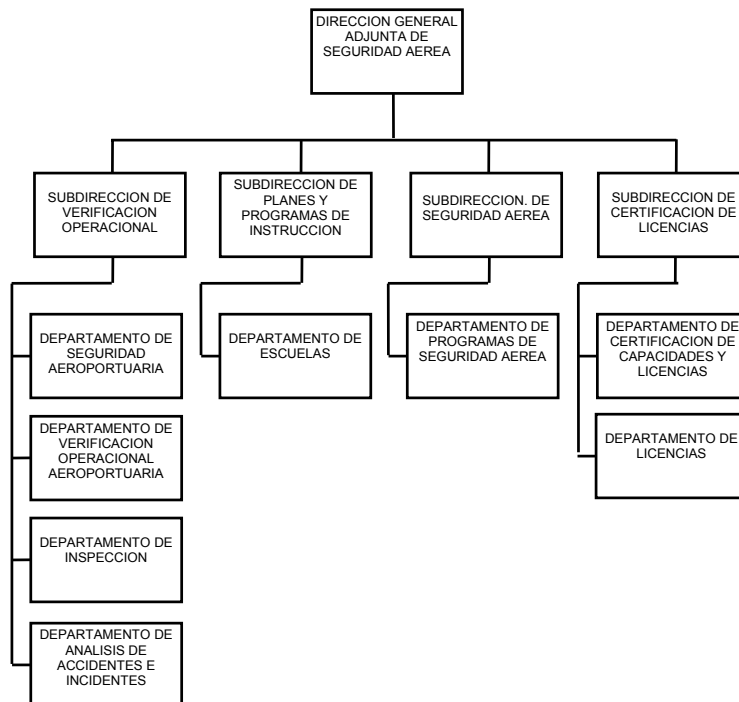 DIRECCION GENERAL
ADJUNTA DE
SEGURIDAD AEREA
SUBDIRECCION DE
VERIFICACION
OPERACIONAL
SUBDIRECCION DE
PLANES Y
PROGRAMAS DE
INSTRUCCION
SUBDIRECCION. DE
SEGURIDAD AEREA
SUBDIRECCION DE
CERTIFICACION DE
LICENCIAS
DEPARTAMENTO DE
SEGURIDAD
AEROPORTUARIA
DEPARTAMENTO DE
ESCUELAS
DEPARTAMENTO DE
PROGRAMAS DE
SEGURIDAD AEREA
DEPARTAMENTO DE
CERTIFICACION DE
CAPACIDADES Y
LICENCIAS
DEPARTAMENTO DE
VERIFICACION
OPERACIONAL
AEROPORTUARIA
DEPARTAMENTO DE
LICENCIAS
DEPARTAMENTO DE
INSPECCION
DEPARTAMENTO DE
ANALISIS DE
ACCIDENTES E
INCIDENTES